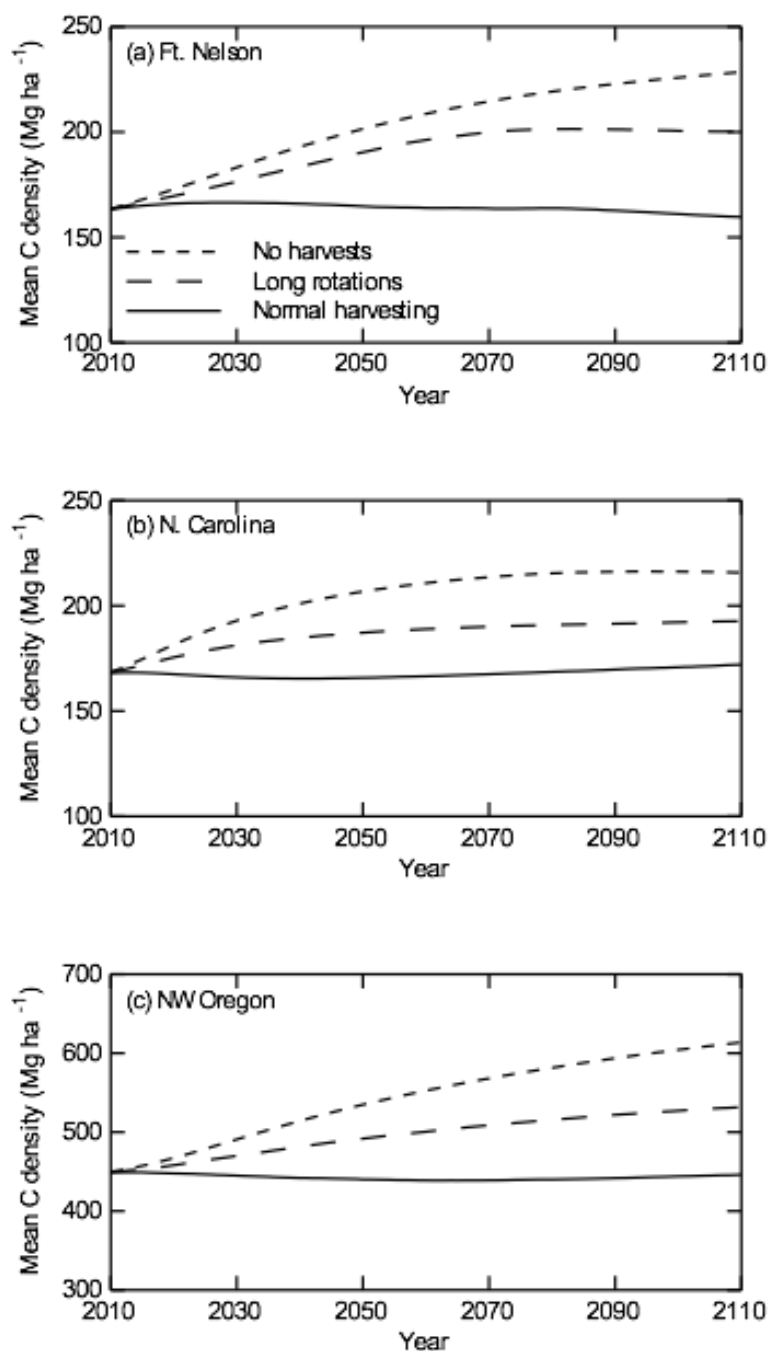 250
(a) Ft. Nelson
200
150
100
Mean C density (Mg ha⁻¹)
No harvests
Long rotations
Normal harvesting
2010 2030 2050 2070 2090 2110
Year
250
(b) N. Carolina
200
150
100
Mean C density (Mg ha⁻¹)
2010 2030 2050 2070 2090 2110
Year
700
(c) NW Oregon
600
500
400
300
Mean C density (Mg ha⁻¹)
2010 2030 2050 2070 2090 2110
Year